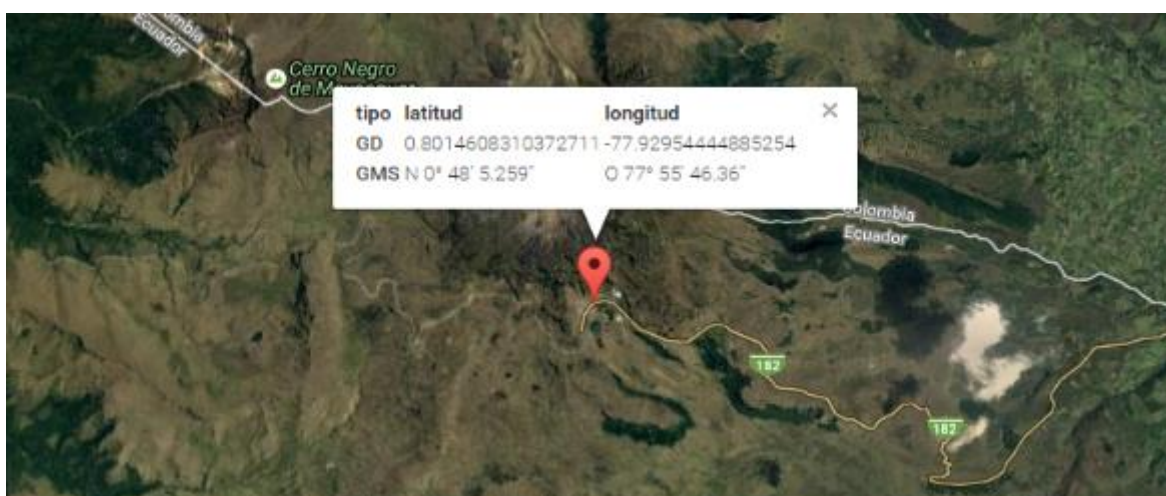 Colombia
Ecuador
Cerro Negro
de
tipo latitud longitud ×
GD 0.8014608310372711 -77.92954444885254
GMS N 0° 48' 5.259" O 77° 55' 46.36"
Colombia
Ecuador
182
182